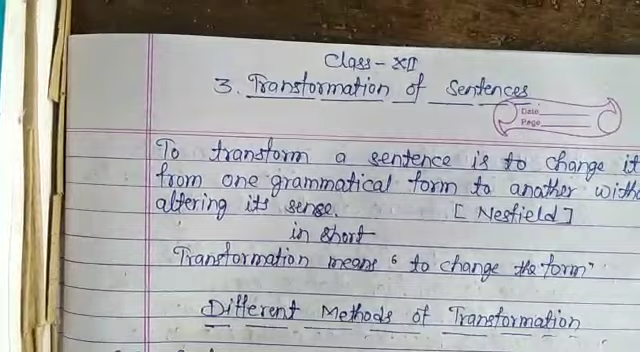 Class - XII
3. Transformation of Sentences
Date
Page
To transform a sentence is to change it
from one grammatical form to another
altering its sense. [ Nesfield ]
in short
Transformation means "to change the form"
Different Methods of Transformation